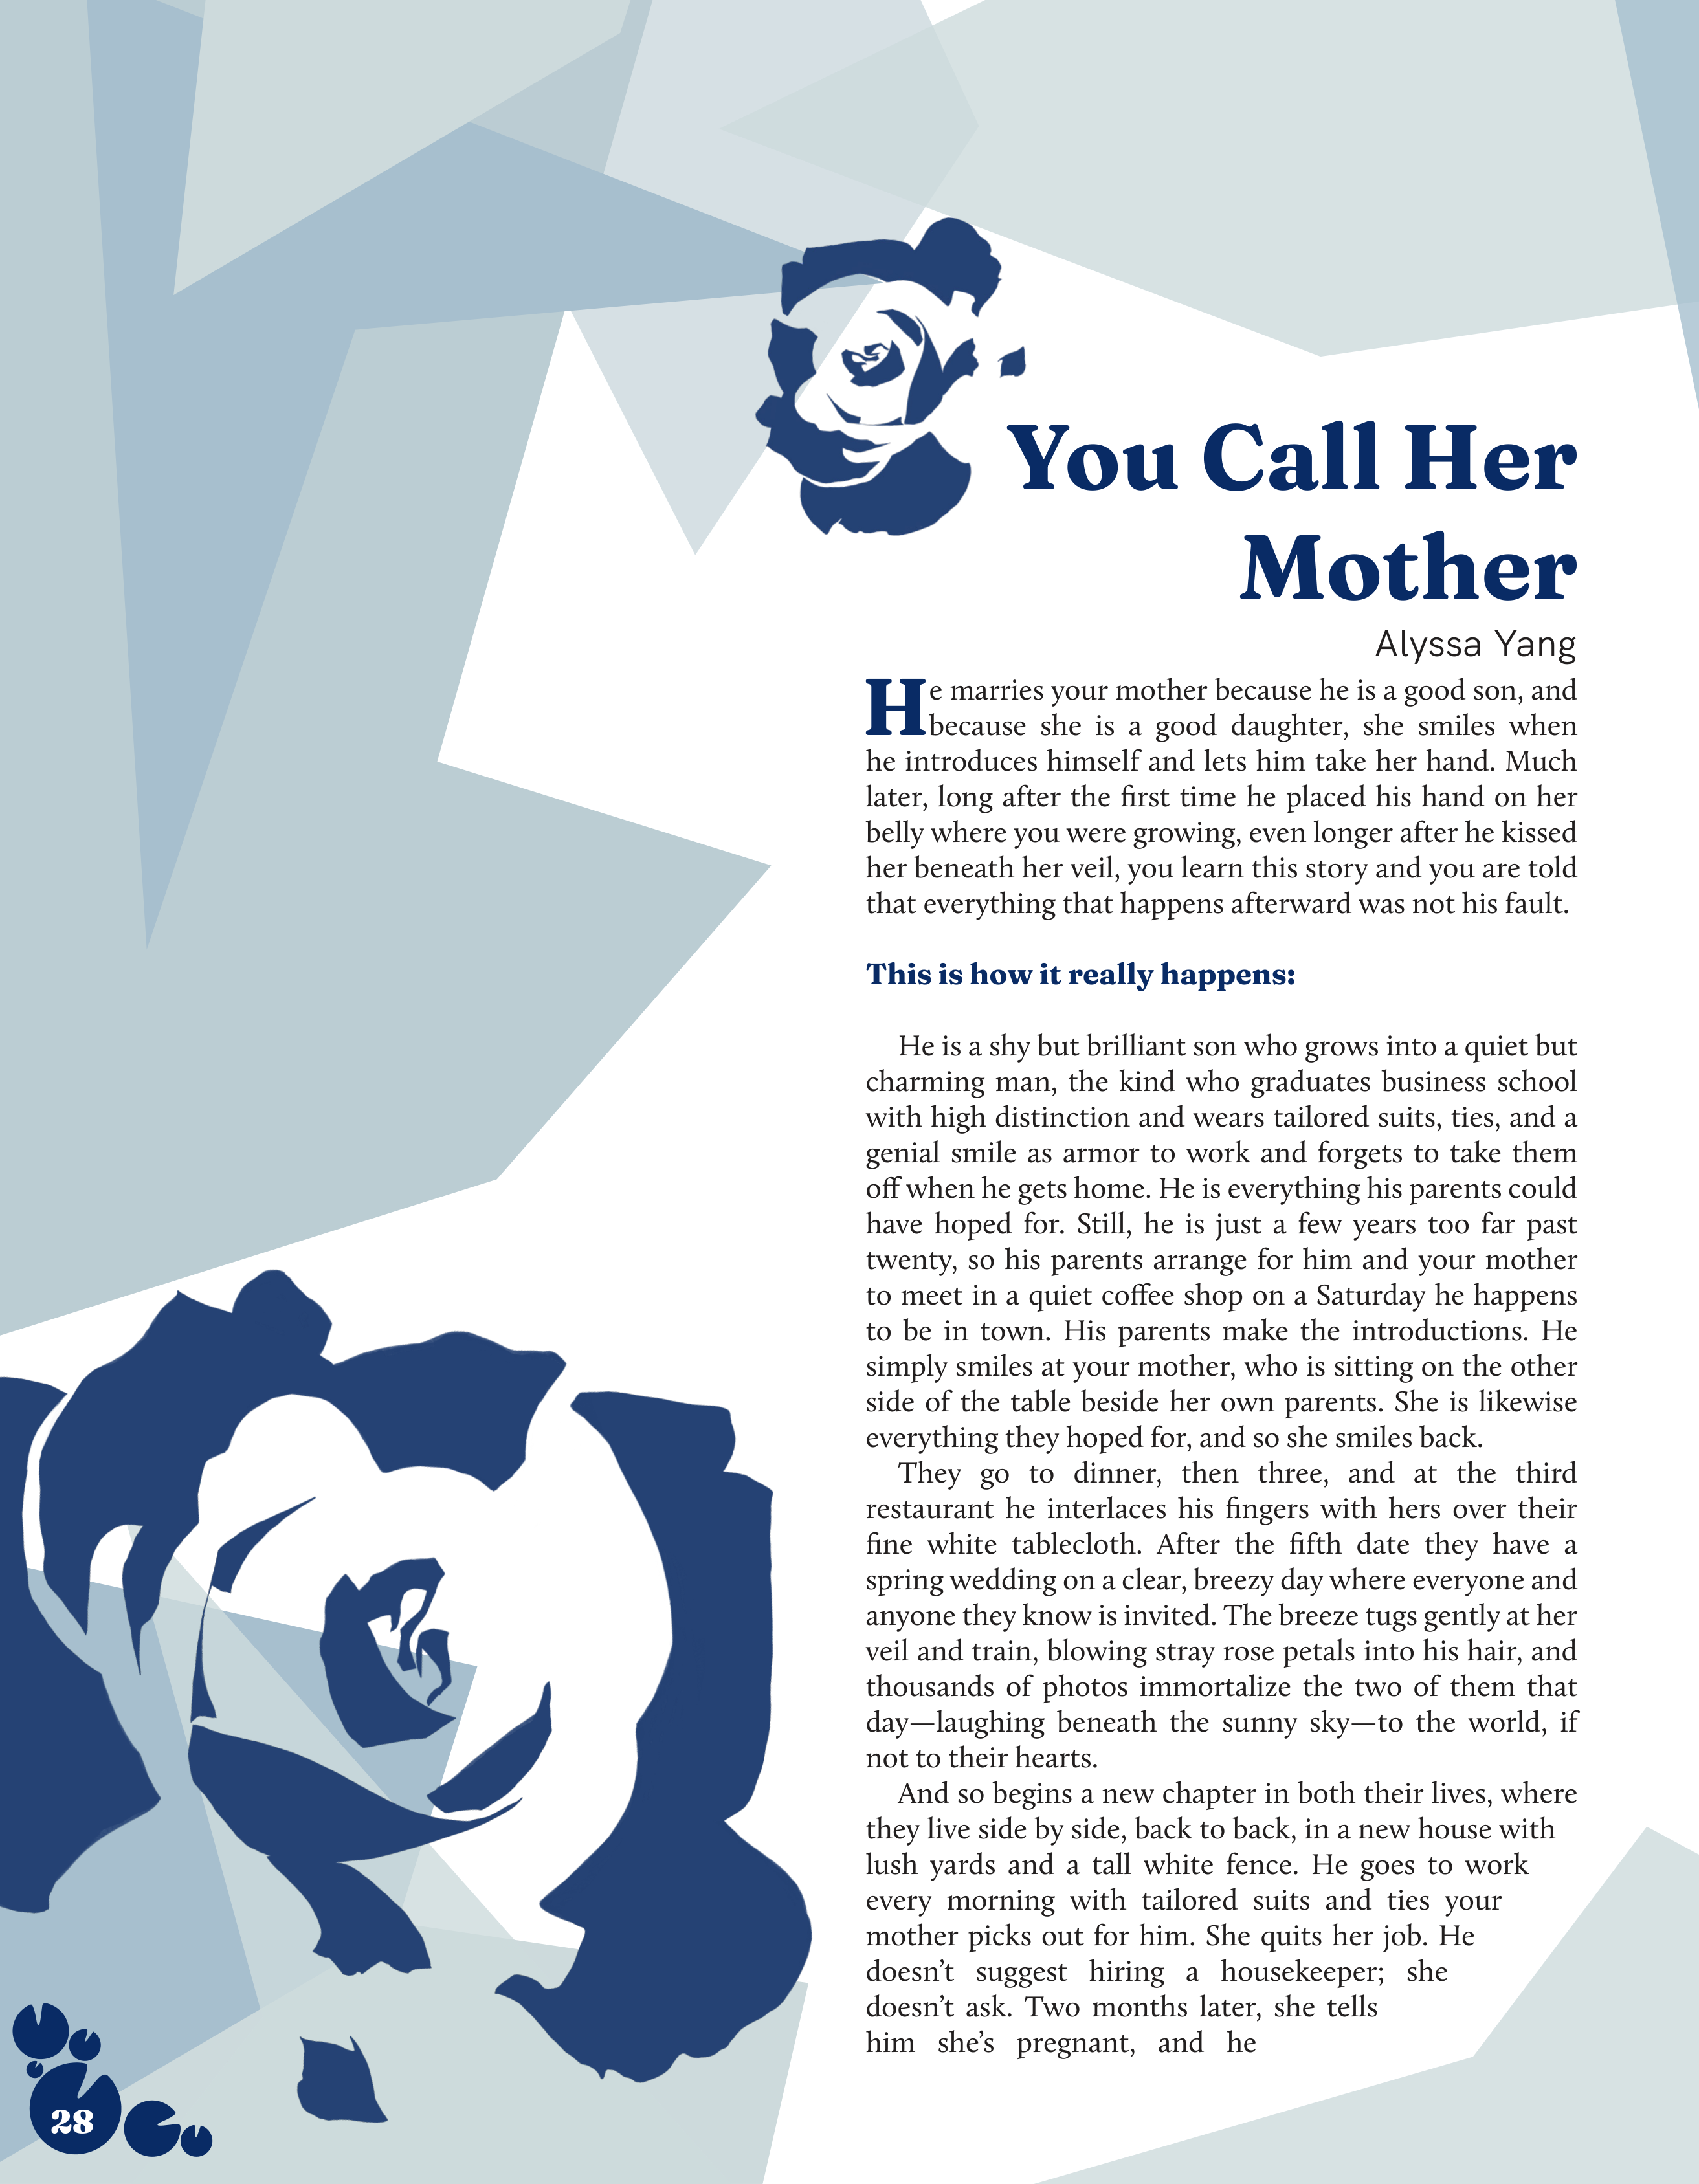 You Call Her
Mother
Alyssa Yang
He marries your mother because he is a good son, and
because she is a good daughter, she smiles when
he introduces himself and lets him take her hand. Much
later, long after the first time he placed his hand on her
belly where you were growing, even longer after he kissed
her beneath her veil, you learn this story and you are told
that everything that happens afterward was not his fault.
This is how it really happens:
He is a shy but brilliant son who grows into a quiet but
charming man, the kind who graduates business school
with high distinction and wears tailored suits, ties, and a
genial smile as armor to work and forgets to take them
off when he gets home. He is everything his parents could
have hoped for. Still, he is just a few years too far past
twenty, so his parents arrange for him and your mother
to meet in a quiet coffee shop on a Saturday he happens
to be in town. His parents make the introductions. He
simply smiles at your mother, who is sitting on the other
side of the table beside her own parents. She is likewise
everything they hoped for, and so she smiles back.
They go to dinner, then three, and at the third
restaurant he interlaces his fingers with hers over their
fine white tablecloth. After the fifth date they have a
spring wedding on a clear, breezy day where everyone and
anyone they know is invited. The breeze tugs gently at her
veil and train, blowing stray rose petals into his hair, and
thousands of photos immortalize the two of them that
day—laughing beneath the sunny sky—to the world, if
not to their hearts.
And so begins a new chapter in both their lives, where
they live side by side, back to back, in a new house with
lush yards and a tall white fence. He goes to work
every morning with tailored suits and ties your
mother picks out for him. She quits her job. He
doesn’t suggest hiring a housekeeper; she
doesn’t ask. Two months later, she tells
him she’s pregnant, and he
28